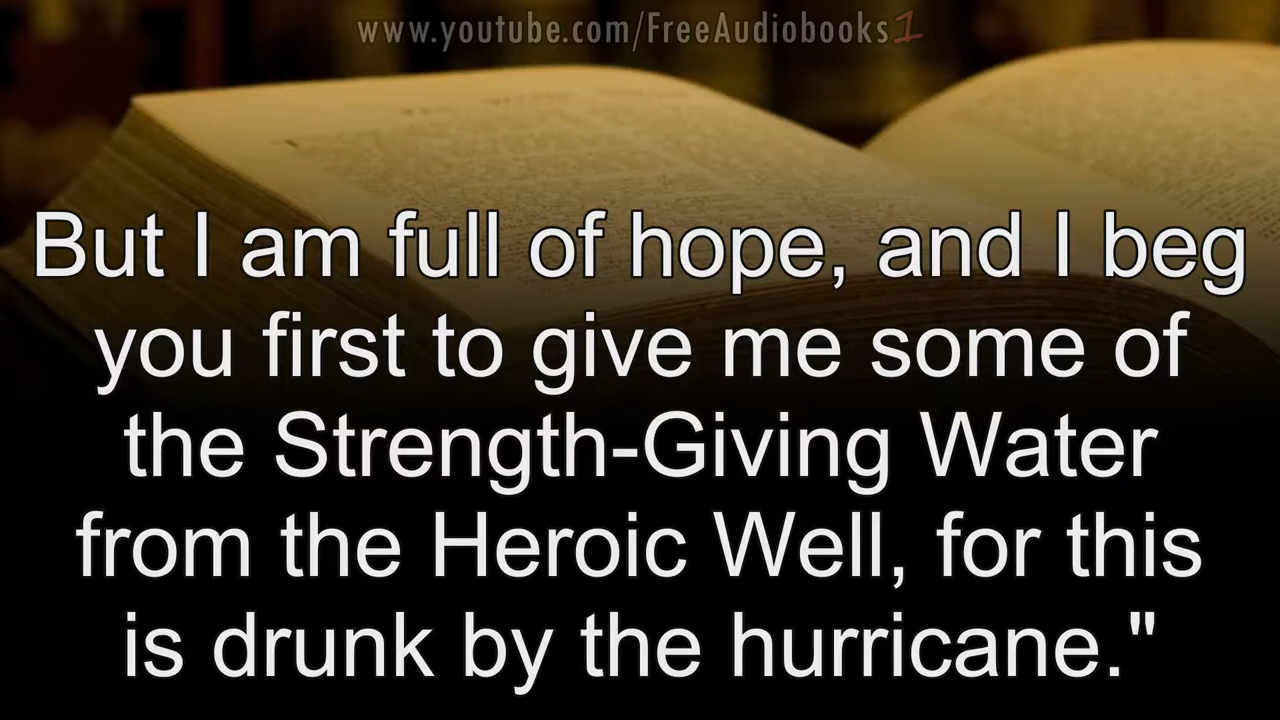 www.youtube.com/FreeAudiobooks1
But I am full of hope, and I beg
you first to give me some of
the Strength-Giving Water
from the Heroic Well, for this
is drunk by the hurricane."